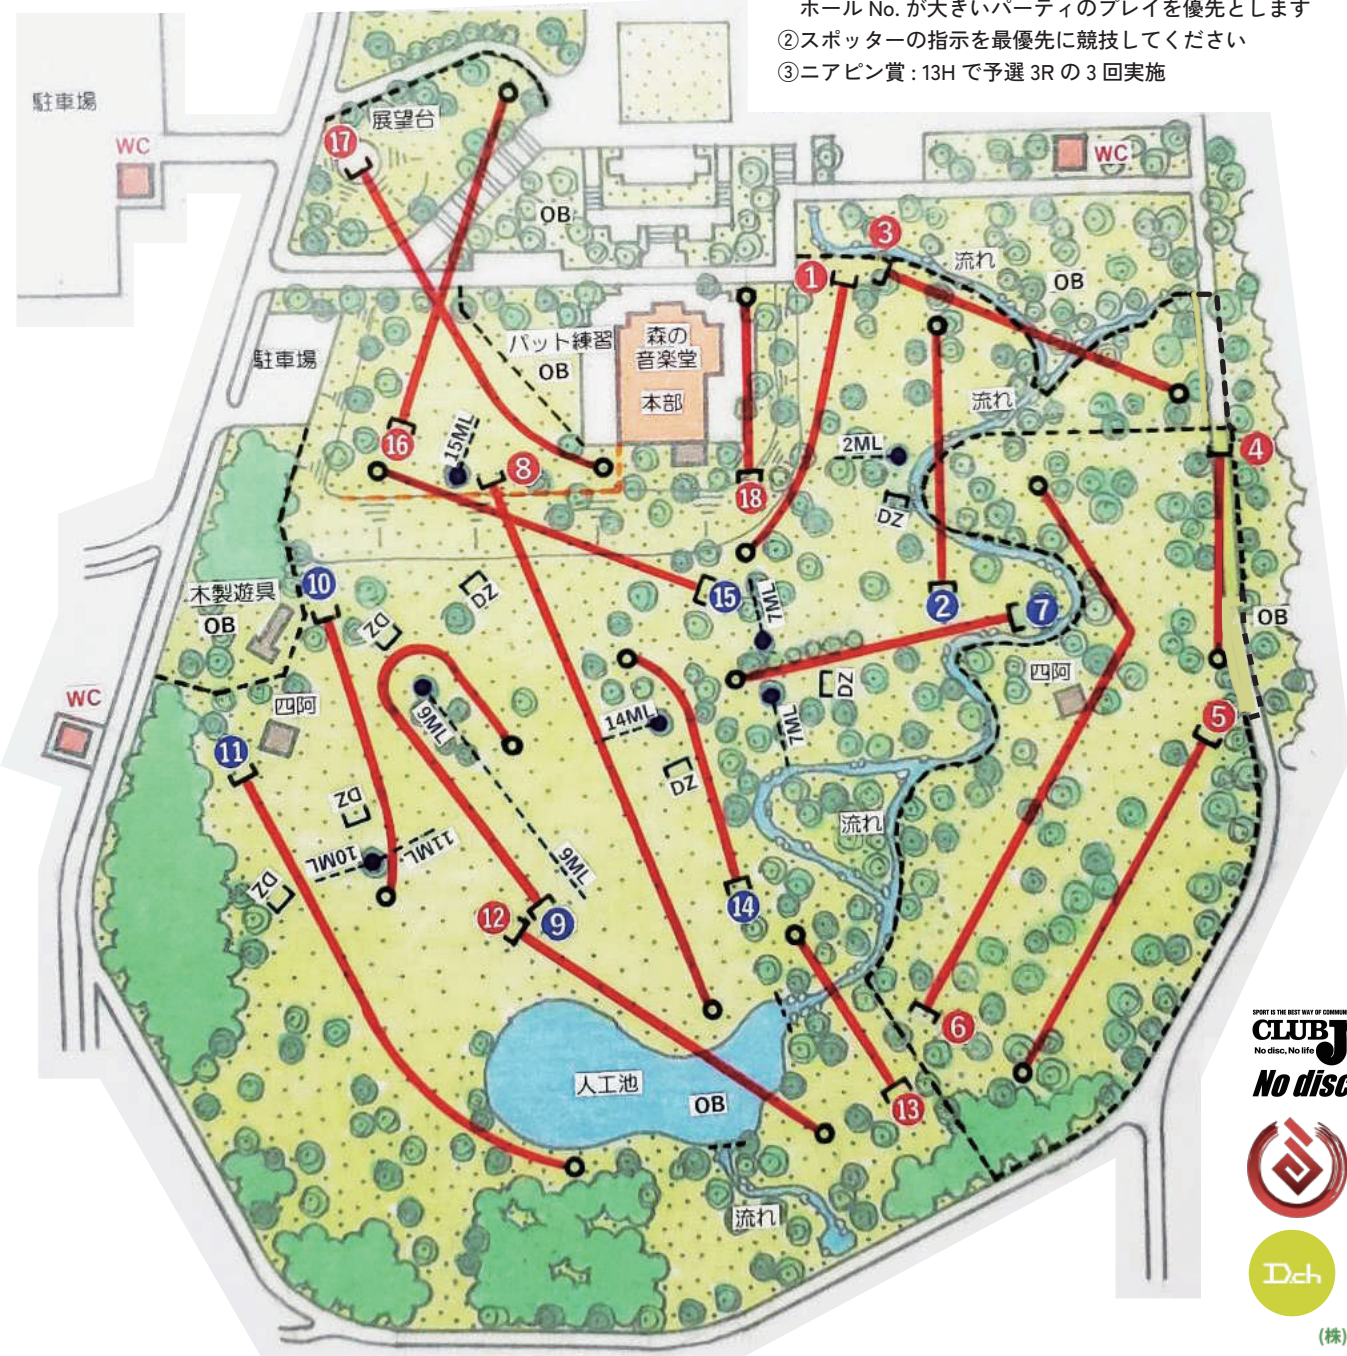 ホール No. が大きいパーティのプレイを優先とします
②スポッターの指示を最優先に競技してください
③ニアピン賞 : 13H で予選 3R の 3 回実施
駐車場
WC
展望台
17
OB
WC
3
流れ
OB
1
駐車場
パット練習
OB
森の
音楽堂
本部
流れ
16
15ML
8
2ML
4
18
DZ
木製遊具
OB
10
DZ
DZ
15
7ML
2
7
OB
WC
四阿
11
9ML
14ML
7ML
DZ
四阿
5
DZ
DZ
10ML
11ML
9ML
流れ
DZ
12
9
14
6
人工池
OB
13
流れ
SPORT IS THE BEST WAY OF COMMUN
CLUB J
No disc, No life
No disc
D.ch
(株)